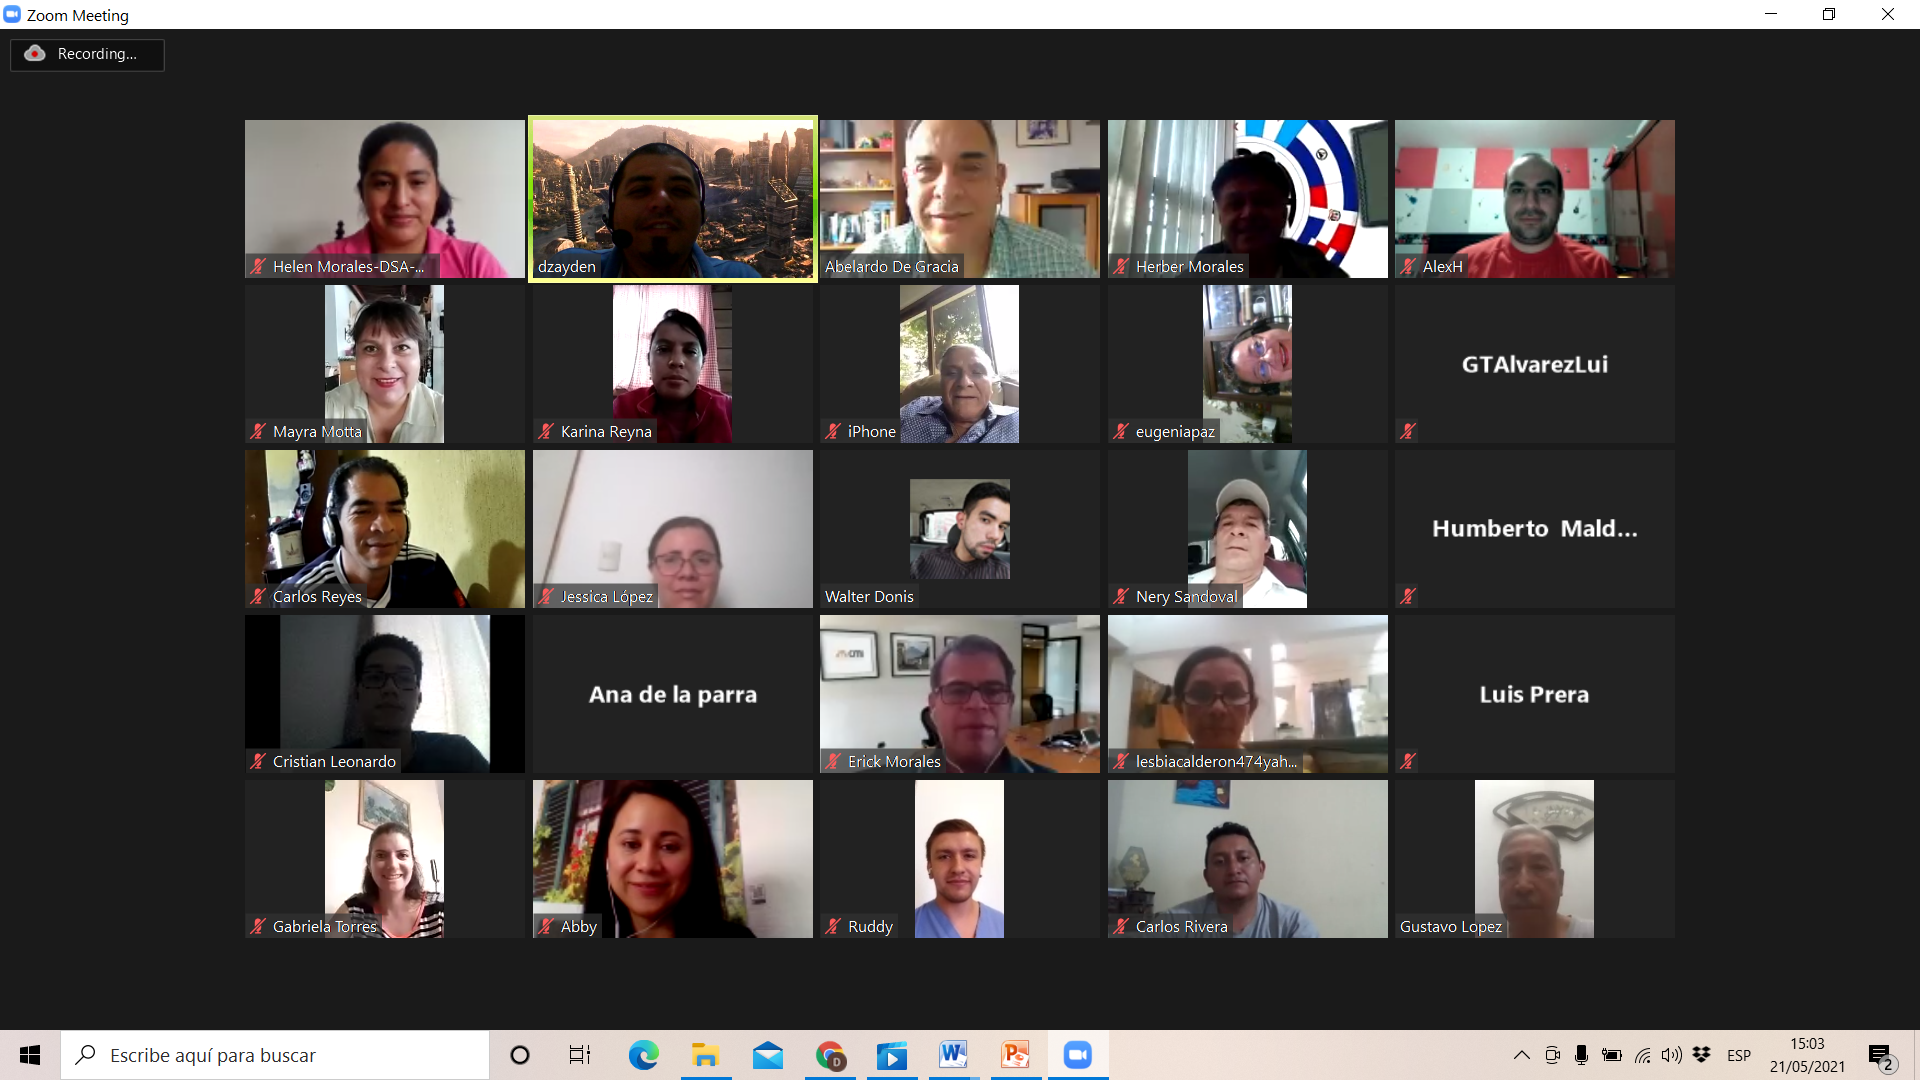 Zoom Meeting
Recording...
Helen Morales-DSA-...
dzayden
Abelardo De Gracia
Herber Morales
AlexH
Mayra Motta
Karina Reyna
iPhone
eugeniapaz
GTAlvarezLui
Carlos Reyes
Jessica López
Walter Donis
Nery Sandoval
Humberto Mald...
Cristian Leonardo
Ana de la parra
Erick Morales
lesbiacalderon474yah...
Luis Prera
Gabriela Torres
Abby
Ruddy
Carlos Rivera
Gustavo Lopez
Escribe aquí para buscar
D
ESP
15:03
21/05/2021
2